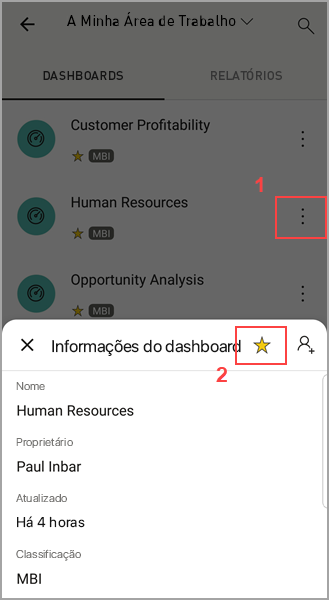 A Minha Área de Trabalho
DASHBOARDS RELATÓRIOS
Customer Profitability
MBI
1
Human Resources
MBI
Opportunity Analysis
MBI
Informações do dashboard
2
Nome
Human Resources
Proprietário
Paul Inbar
Atualizado
Há 4 horas
Classificação
MBI